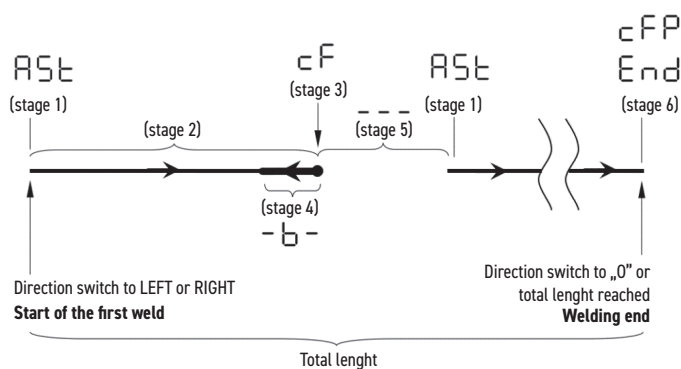 cFP
ASt cF ASt End
(stage 1) (stage 3) (stage 1) (stage 6)
(stage 2) --- (stage 5)
(stage 4)
-b-
Direction switch to LEFT or RIGHT
Start of the first weld
Direction switch to „0” or
total lenght reached
Welding end
Total lenght